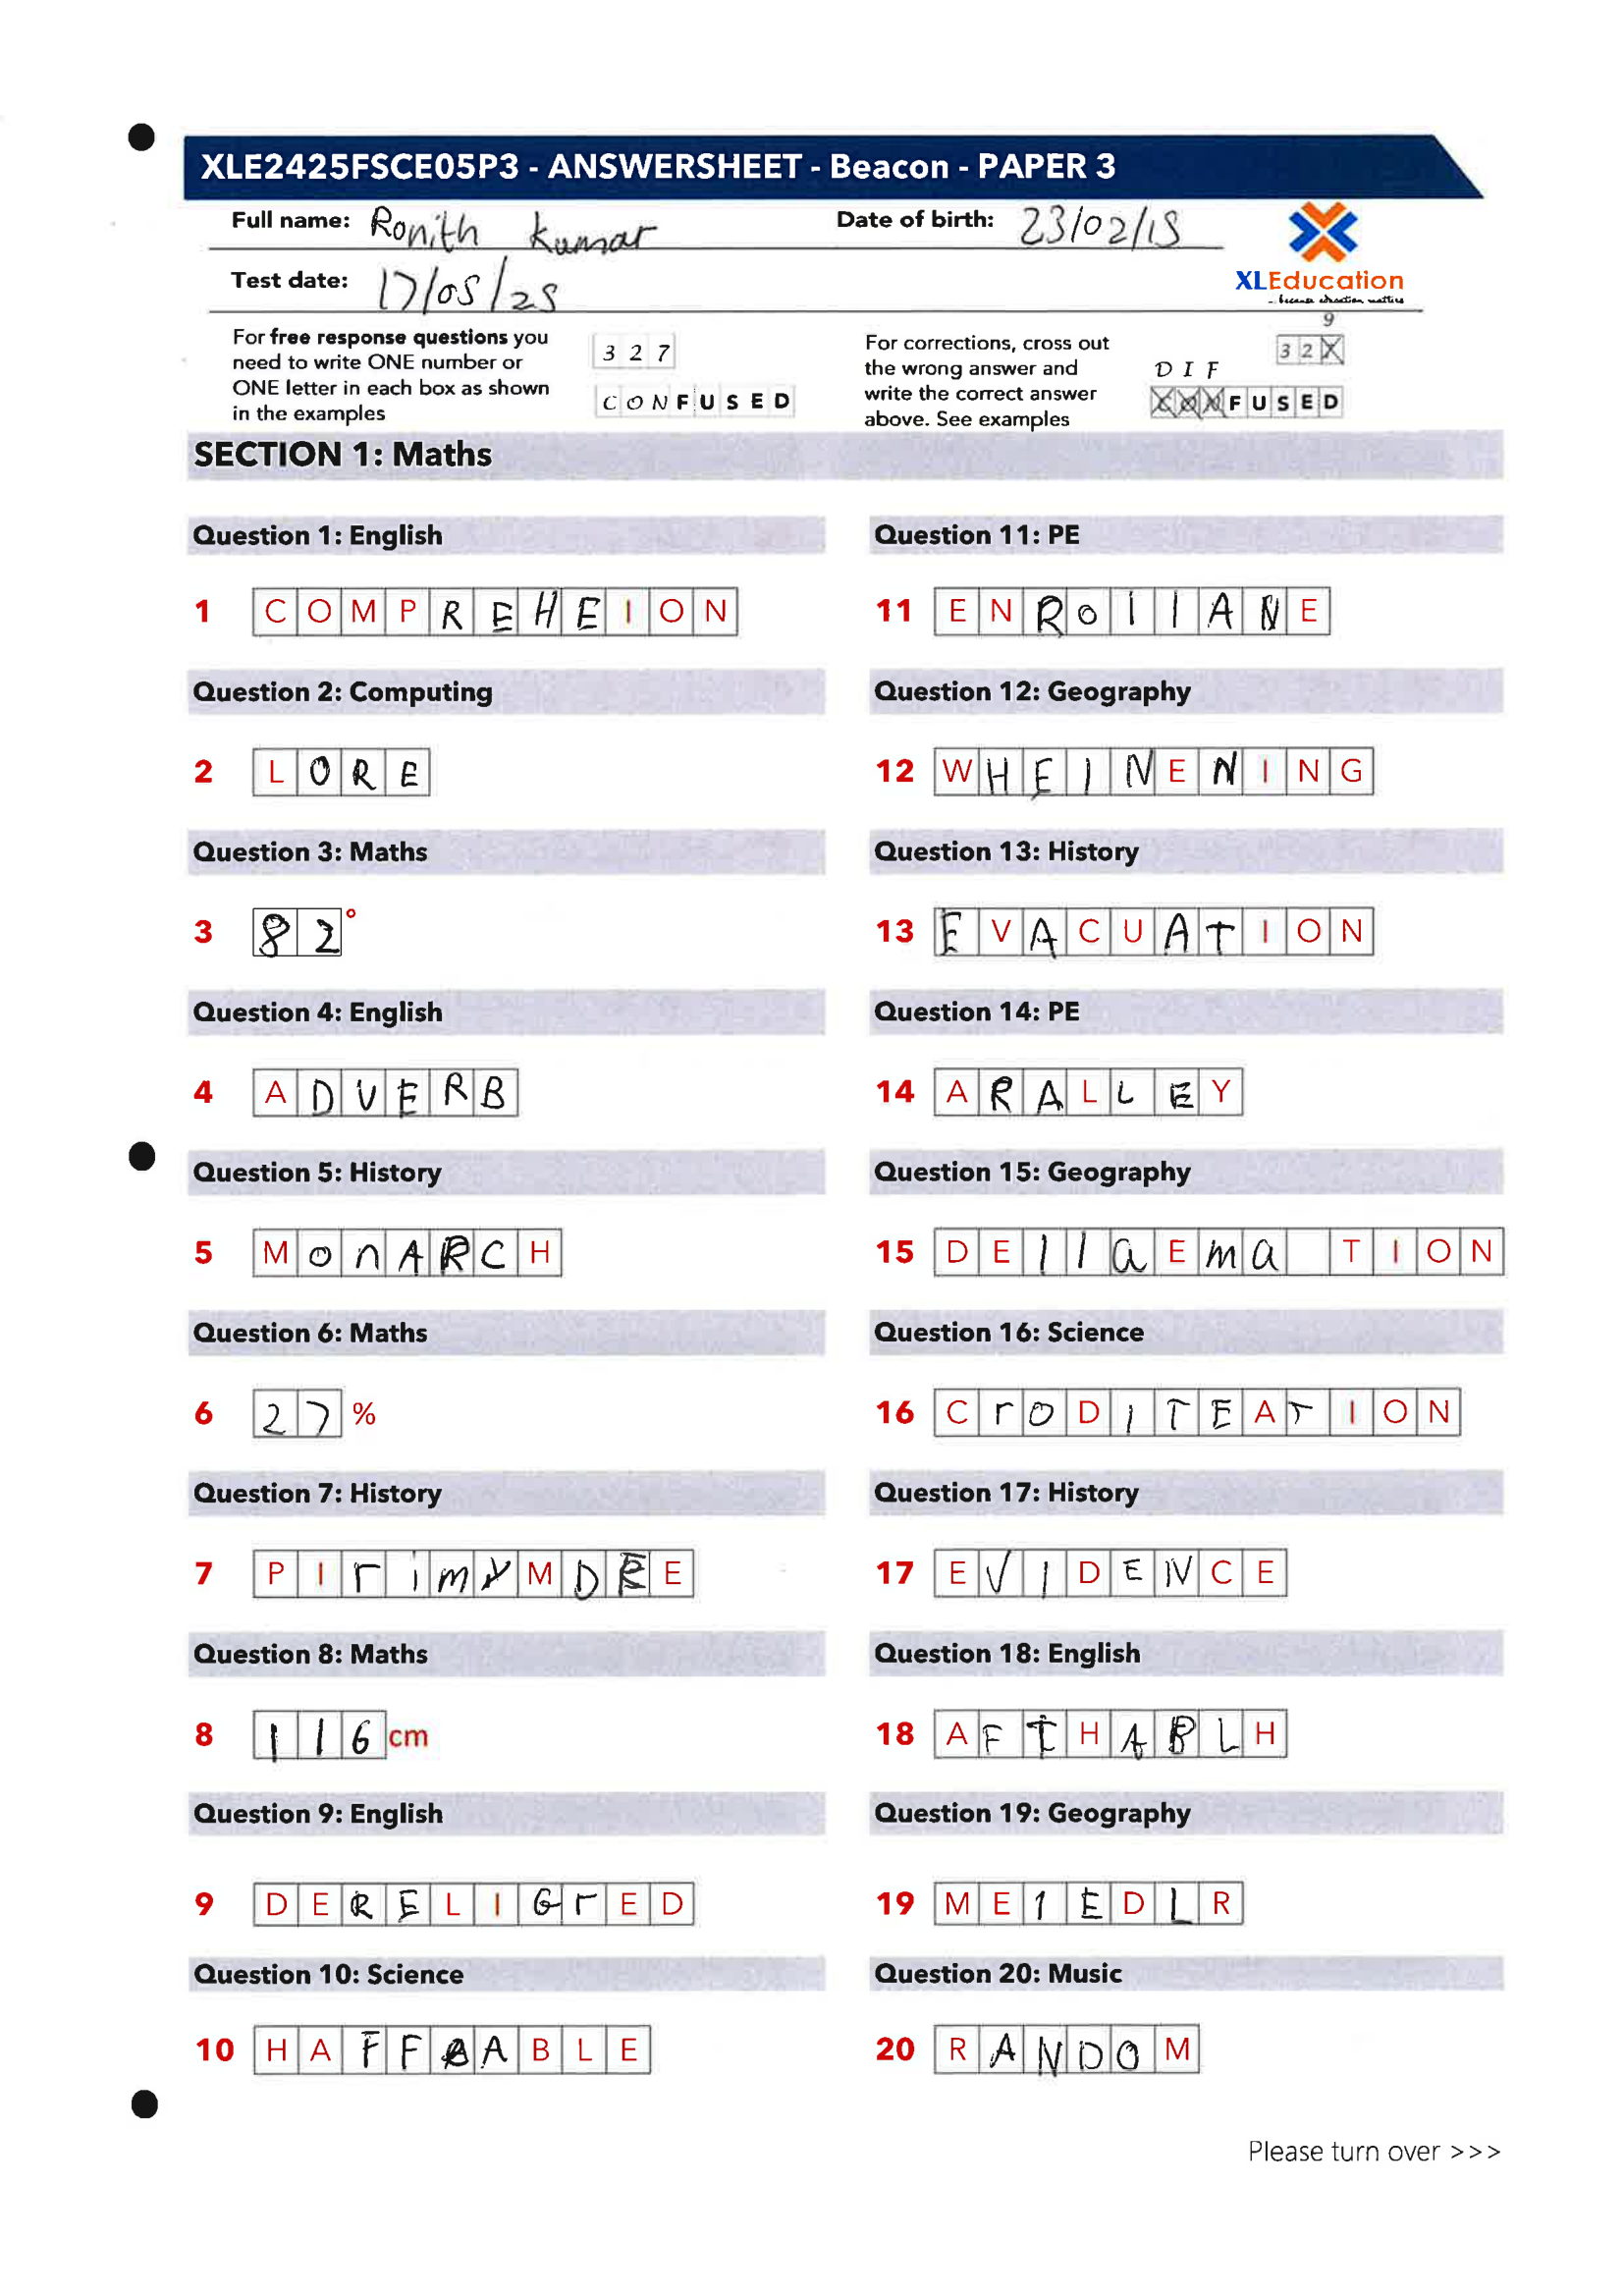 XLE2425FSCE05P3 - ANSWERSHEET - Beacon - PAPER 3
Full name: Ronith Kumar
Date of birth: 23/02/15
Test date: 17/05/25
XLEducation
... because education matters
For free response questions you
need to write ONE number or
ONE letter in each box as shown
in the examples
3 2 7
C O N F U S E D
For corrections, cross out
the wrong answer and
write the correct answer
above. See examples
9
3 2 X
D I F
F U S E D
SECTION 1: Maths
Question 1: English
1 C O M P R E H E I O N
Question 2: Computing
2 L O R E
Question 3: Maths
3 8 2 °
Question 4: English
4 A D V E R B
Question 5: History
5 M o n A R C H
Question 6: Maths
6 2 7 %
Question 7: History
7 P I r i m y M D E E
Question 8: Maths
8 1 1 6 cm
Question 9: English
9 D E R E L I G r E D
Question 10: Science
10 H A F F A A B L E
Question 11: PE
11 E N R o l l A N E
Question 12: Geography
12 W H E I N E N I N G
Question 13: History
13 E V A C U A T I O N
Question 14: PE
14 A R A L L E Y
Question 15: Geography
15 D E l l a E m a T I O N
Question 16: Science
16 C r O D I T E A T I O N
Question 17: History
17 E V I D E N C E
Question 18: English
18 A F I H A B L H
Question 19: Geography
19 M E 1 E D L R
Question 20: Music
20 R A N D O M
Please turn over >>>